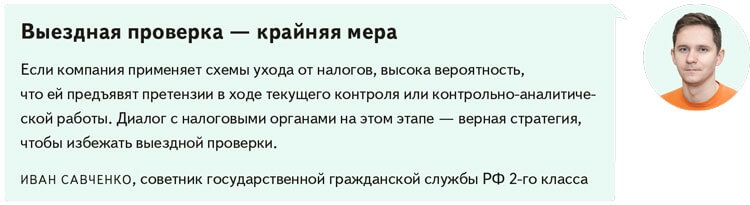 Выездная проверка — крайняя мера
Если компания применяет схемы ухода от налогов, высока вероятность,
что ей предъявят претензии в ходе текущего контроля или контрольно-аналитиче-
ской работы. Диалог с налоговыми органами на этом этапе — верная стратегия,
чтобы избежать выездной проверки.
ИВАН САВЧЕНКО, советник государственной гражданской службы РФ 2-го класса